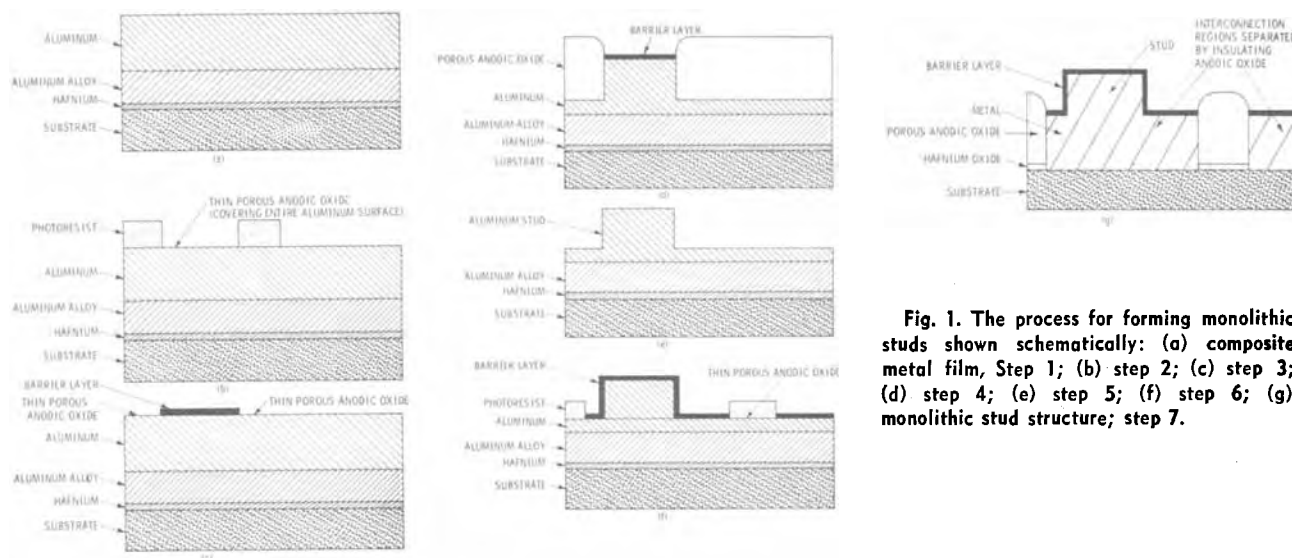 ALUMINUM
ALUMINUM ALLOY
HAFNIUM
SUBSTRATE
(a)
THIN POROUS ANODIC OXIDE
(COVERING ENTIRE ALUMINUM SURFACE)
PHOTORESIST
ALUMINUM
ALUMINUM ALLOY
HAFNIUM
SUBSTRATE
(b)
BARRIER LAYER
THIN POROUS
ANODIC OXIDE
THIN POROUS ANODIC OXIDE
ALUMINUM
ALUMINUM ALLOY
HAFNIUM
SUBSTRATE
BARRIER LAYER
POROUS ANODIC OXIDE
ALUMINUM
ALUMINUM ALLOY
HAFNIUM
SUBSTRATE
ALUMINUM STUD
ALUMINUM ALLOY
HAFNIUM
SUBSTRATE
(e)
BARRIER LAYER
THIN POROUS ANODIC OXIDE
PHOTORESIST
ALUMINUM
ALUMINUM ALLOY
HAFNIUM
SUBSTRATE
(f)
INTERCONNECTION
REGIONS SEPARATED
BY INSULATING
ANODIC OXIDE
STUD
BARRIER LAYER
METAL
POROUS ANODIC OXIDE
HAFNIUM OXIDE
SUBSTRATE
(g)
Fig. 1. The process for forming monolithic
studs shown schematically: (a) composite
metal film, Step 1; (b) step 2; (c) step 3;
(d) step 4; (e) step 5; (f) step 6; (g)
monolithic stud structure; step 7.